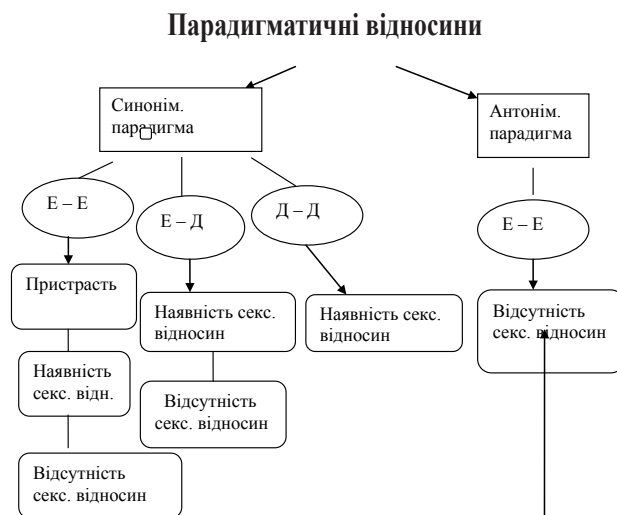 Парадигматичні відносини
Синонім.
парадигма
Антонім.
парадигма
Е – Е
Е – Д
Д – Д
Е – Е
Пристрасть
Наявність секс.
відносин
Наявність секс.
відносин
Відсутність
секс. відносин
Наявність
секс. відн.
Відсутність
секс. відносин
Відсутність
секс. відносин